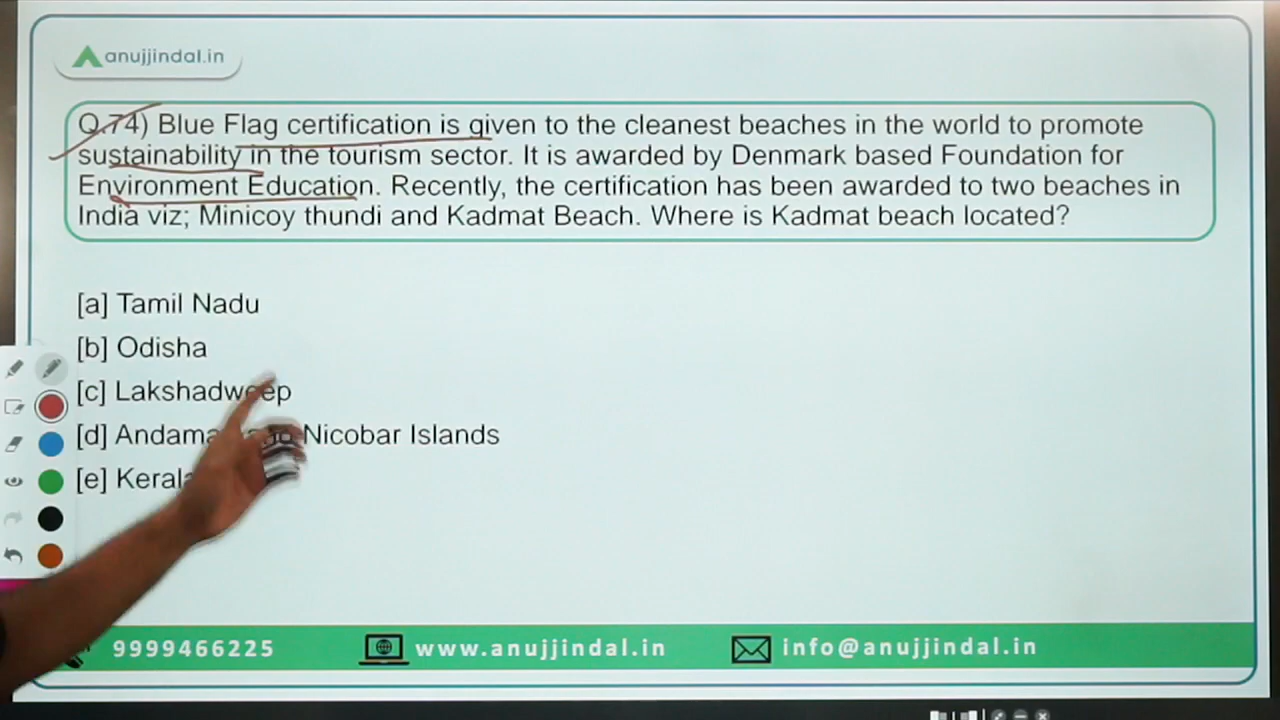 anujjindal.in
Q.74) Blue Flag certification is given to the cleanest beaches in the world to promote
sustainability in the tourism sector. It is awarded by Denmark based Foundation for
Environment Education. Recently, the certification has been awarded to two beaches in
India viz; Minicoy thundi and Kadmat Beach. Where is Kadmat beach located?
[a] Tamil Nadu
[b] Odisha
[c] Lakshadweep
[d] Andaman and Nicobar Islands
[e] Kerala
9999466225 www.anujjindal.in info@anujjindal.in